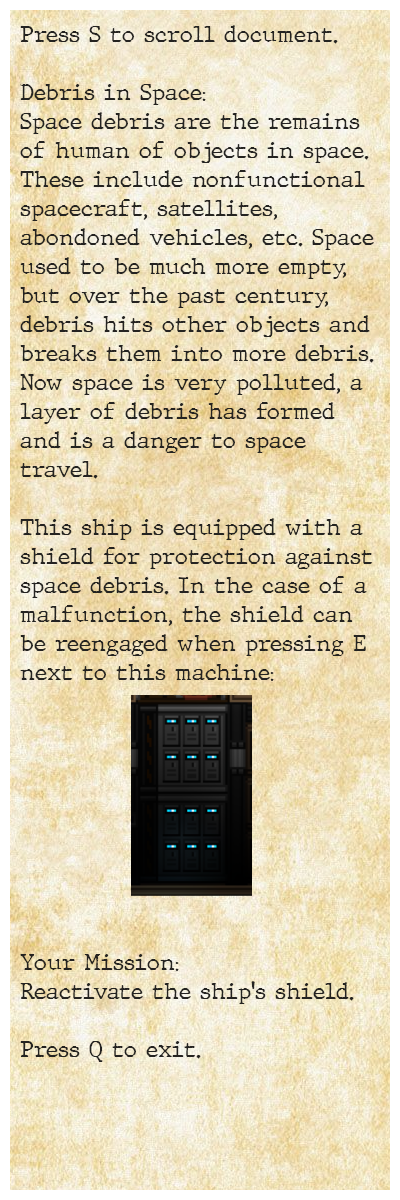 Press S to scroll document.
Debris in Space:
Space debris are the remains
of human of objects in space.
These include nonfunctional
spacecraft, satellites,
abondoned vehicles, etc. Space
used to be much more empty,
but over the past century,
debris hits other objects and
breaks them into more debris.
Now space is very polluted, a
layer of debris has formed
and is a danger to space
travel.
This ship is equipped with a
shield for protection against
space debris. In the case of a
malfunction, the shield can
be reengaged when pressing E
next to this machine:
Your Mission:
Reactivate the ship's shield.
Press Q to exit.